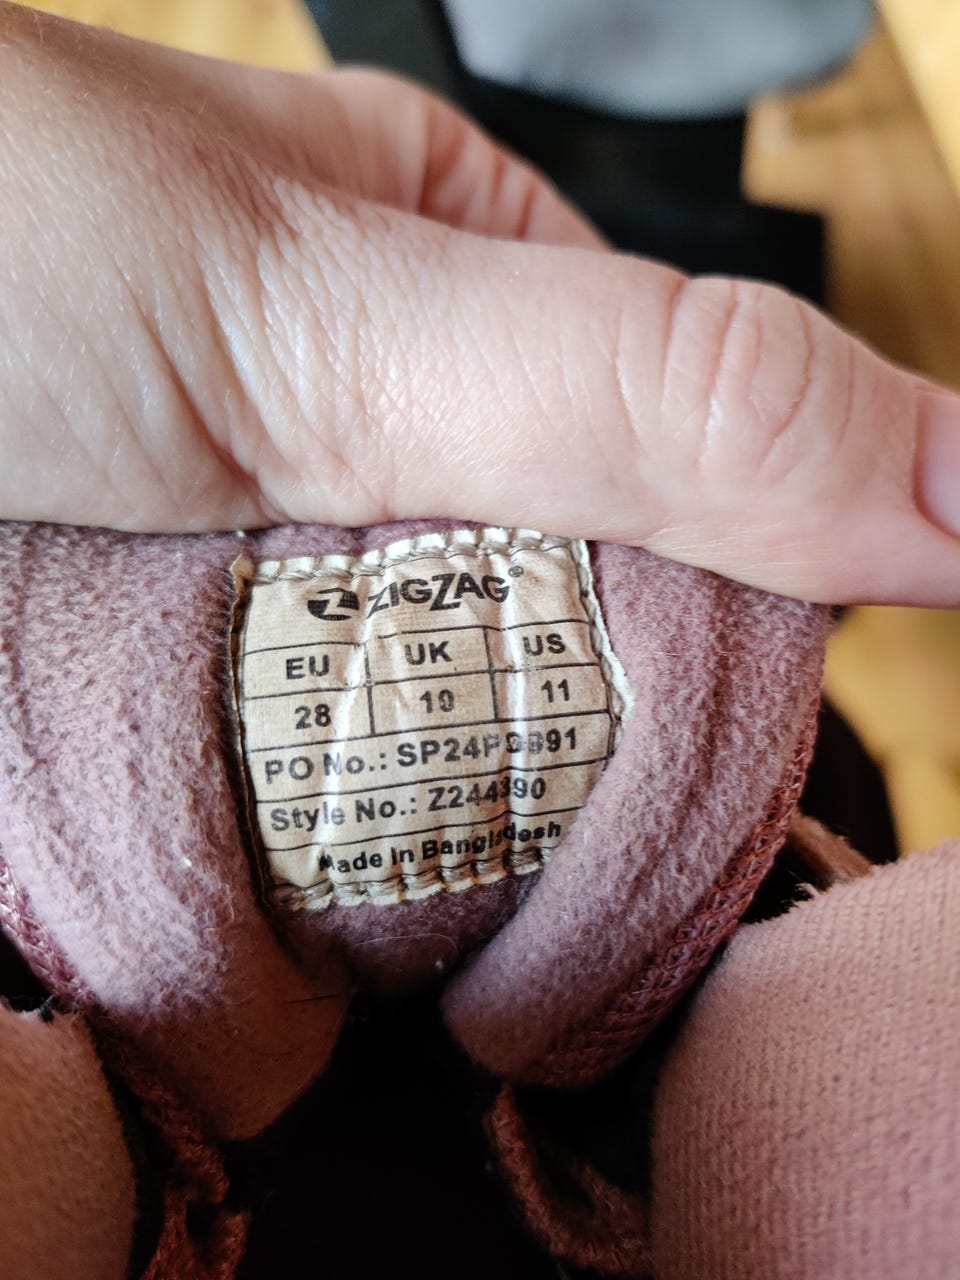 ZIGZAG®
EU UK US
28 10 11
PO No.:
Style No.:
Made In Bangladesh